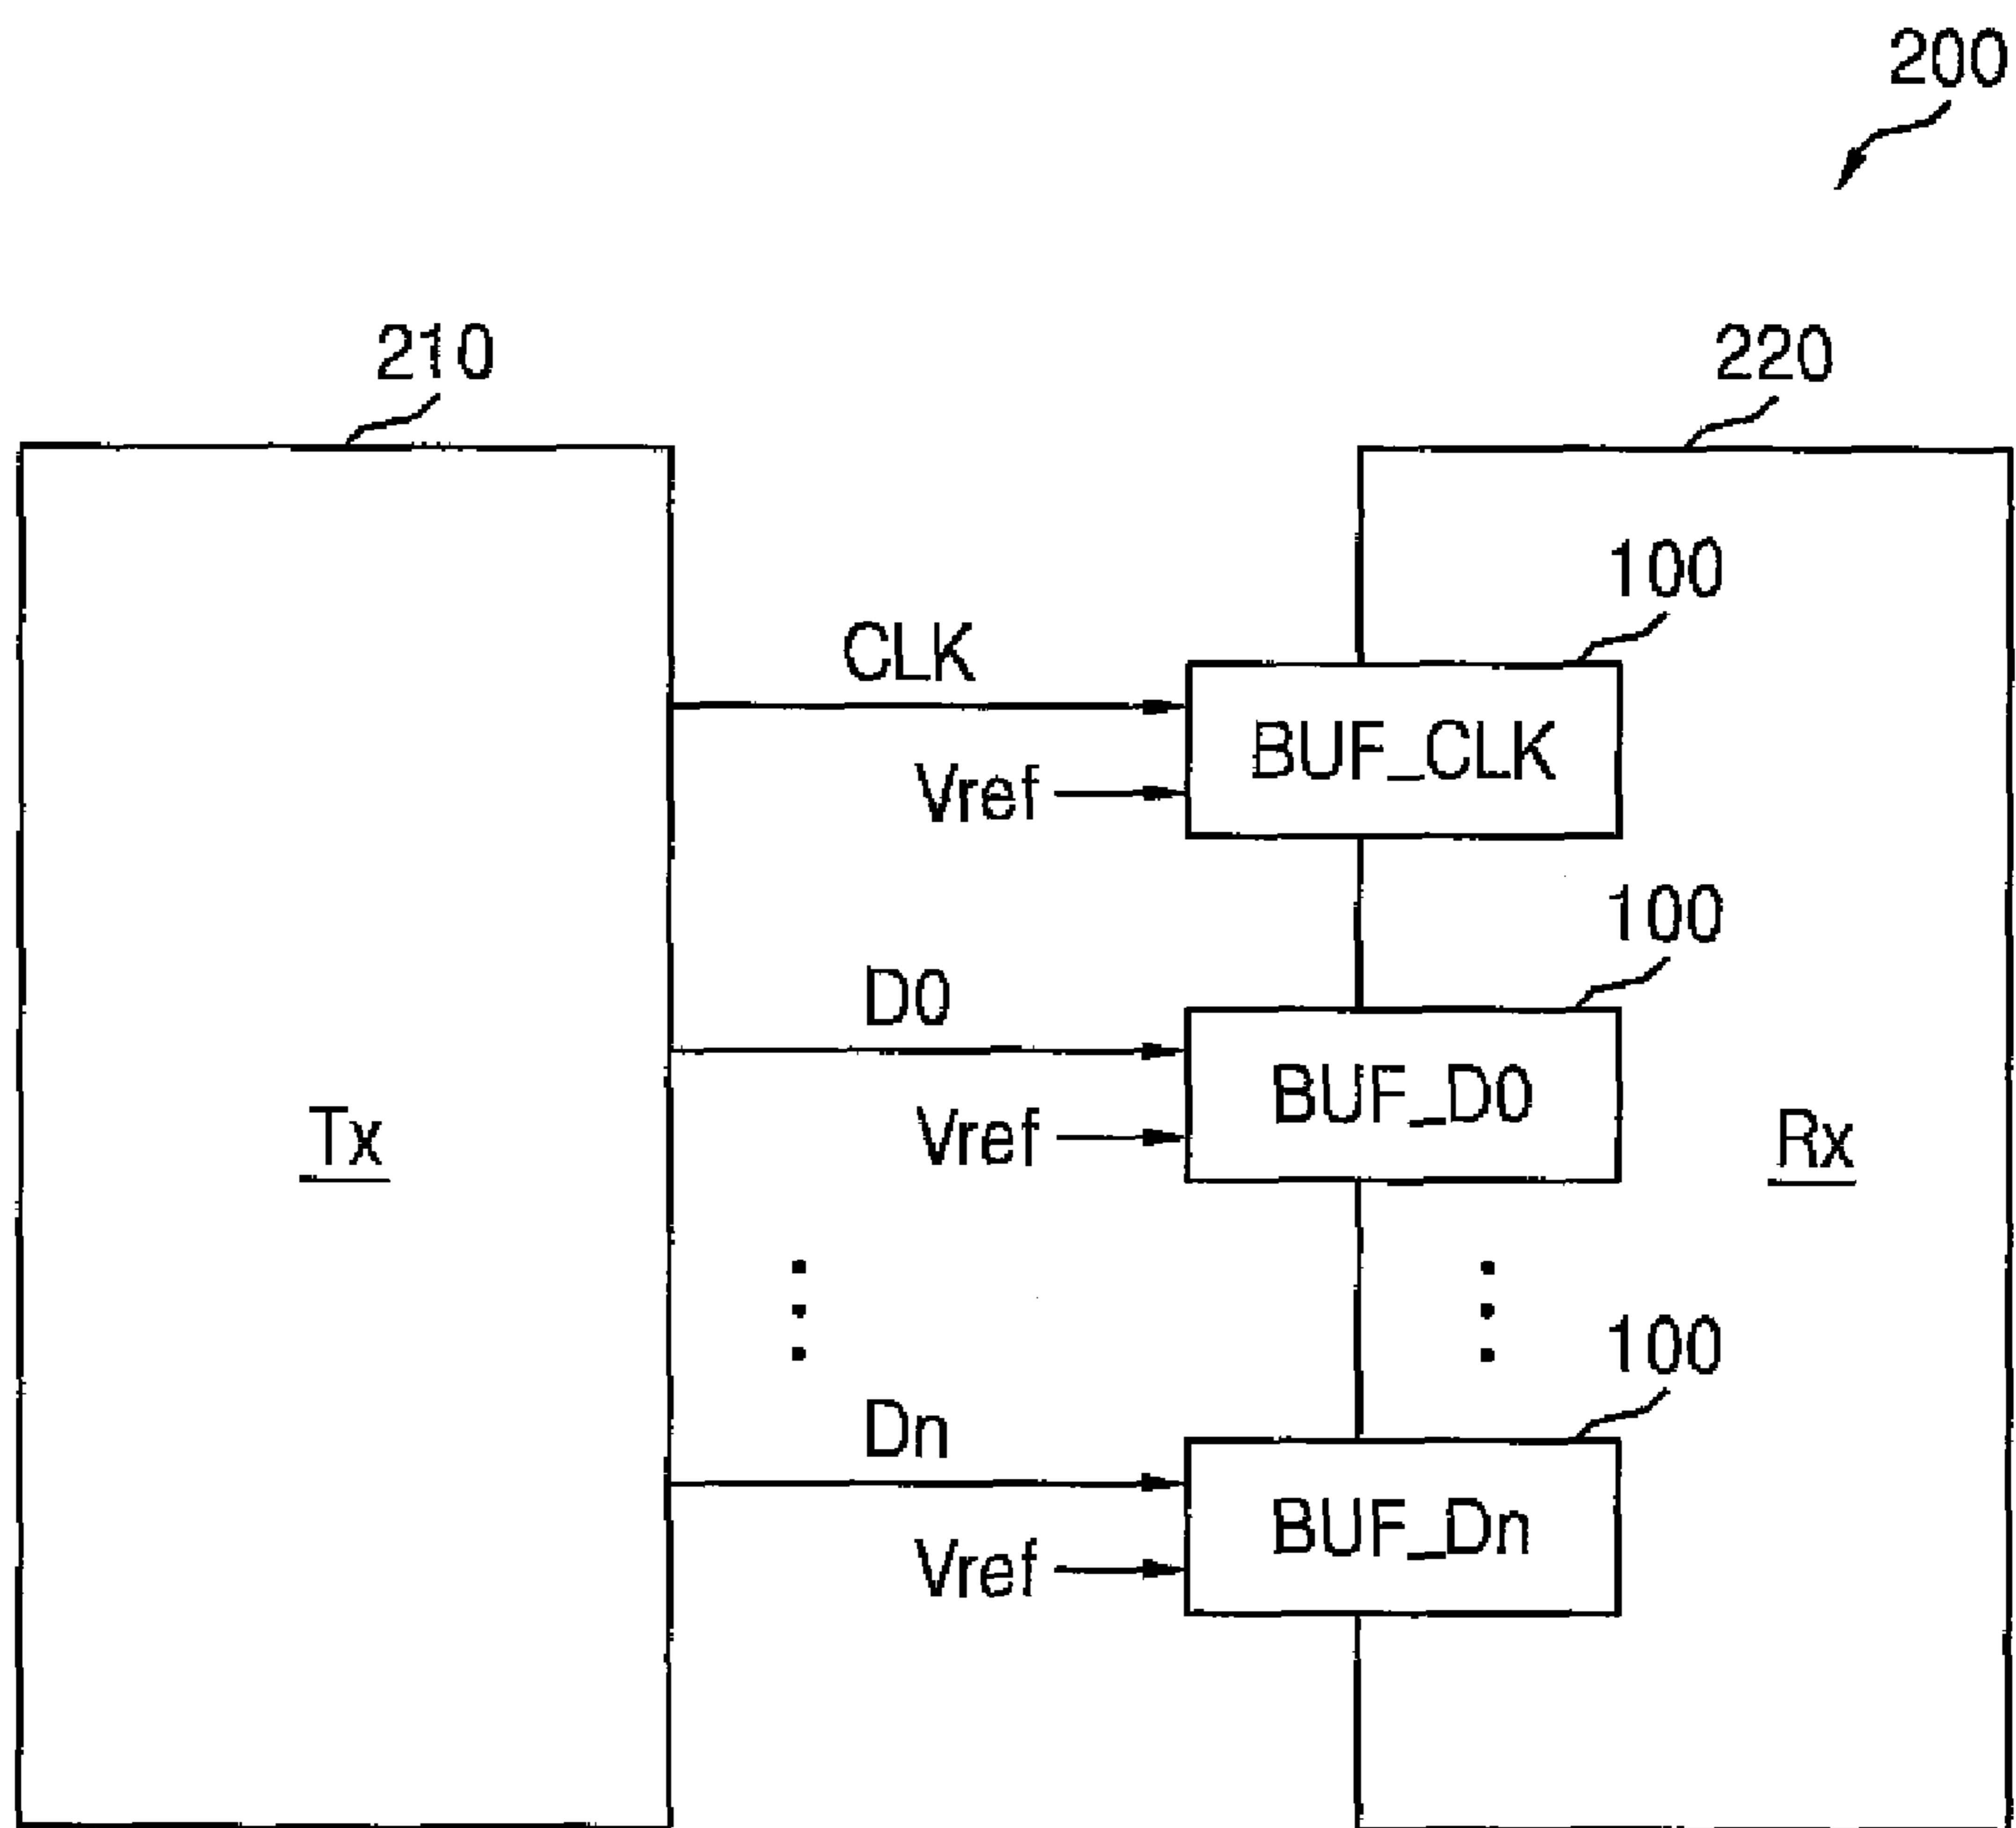 200
210
220
100
CLK
BUF_CLK
Vref
100
D0
BUF_D0
Vref
Tx
Rx
100
Dn
BUF_Dn
Vref